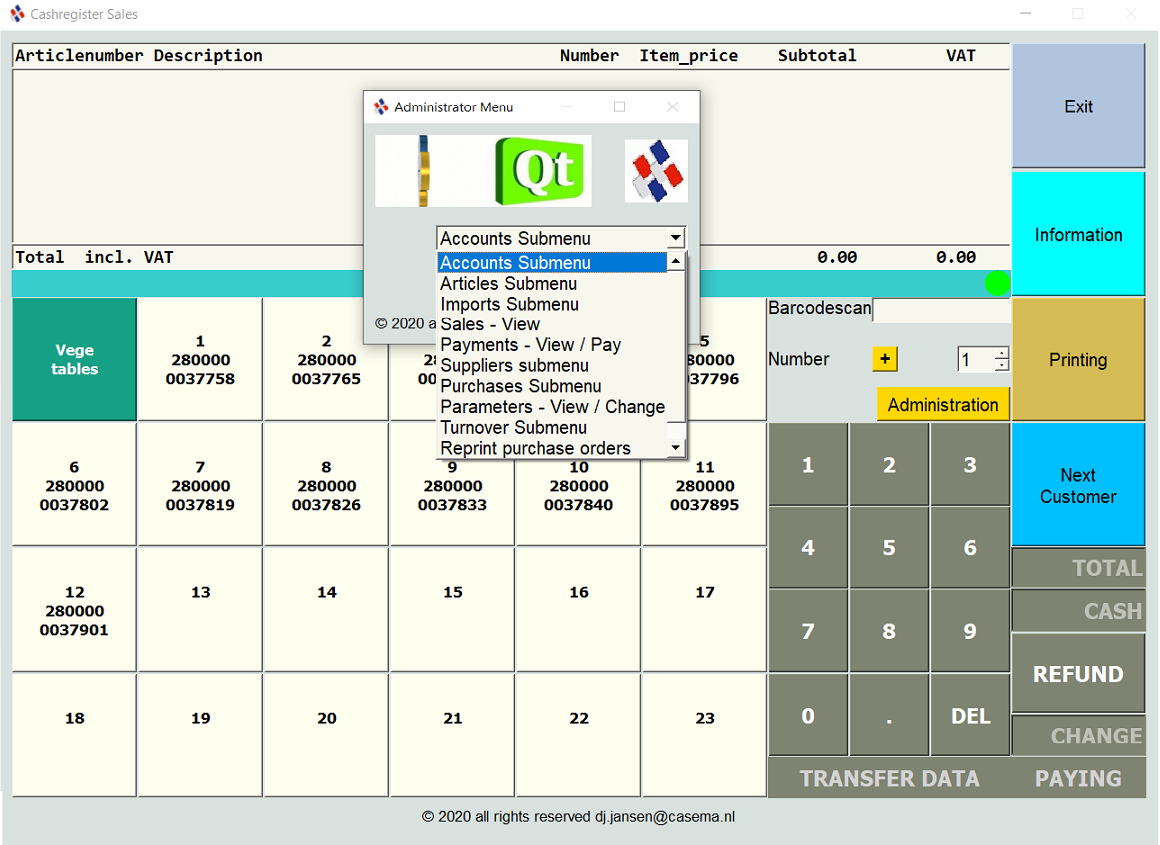 Cashregister Sales
Articlenumber Description Number Item_price Subtotal VAT
Administrator Menu
Qt
Accounts Submenu
Accounts Submenu
Articles Submenu
Imports Submenu
Sales - View
Payments - View / Pay
Suppliers submenu
Purchases Submenu
Parameters - View / Change
Turnover Submenu
Reprint purchase orders
© 2020 a
Total incl. VAT 0.00 0.00
Exit
Information
Printing
Next
Customer
Barcodescan
Number + 1
Administration
Vege
tables
1
280000
0037758
2
280000
0037765
5
80000
37796
6
280000
0037802
7
280000
0037819
8
280000
0037826
9
280000
0037833
10
280000
0037840
11
280000
0037895
12
280000
0037901
13
14
15
16
17
18
19
20
21
22
23
1 2 3
4 5 6
7 8 9
0 . DEL
TOTAL
CASH
REFUND
CHANGE
TRANSFER DATA PAYING
© 2020 all rights reserved dj.jansen@casema.nl